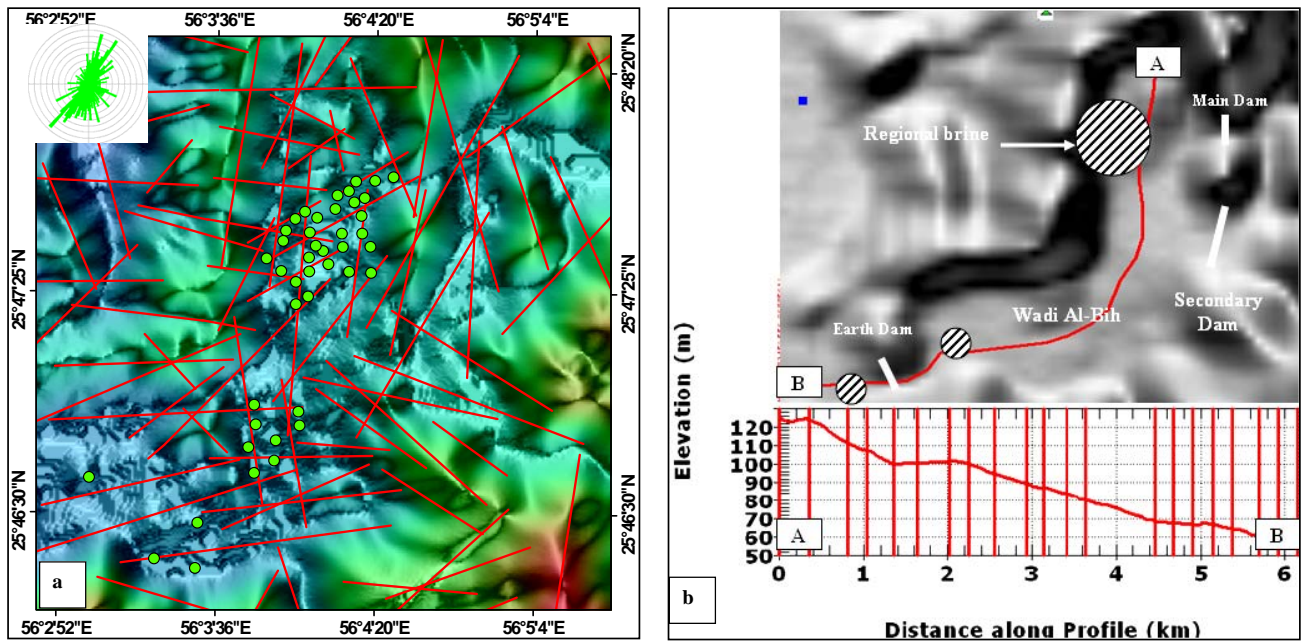 56°2'52"E 56°3'36"E 56°4'20"E 56°5'4"E
25°48'20"N
25°47'25"N
25°46'30"N
25°48'20"N
25°47'25"N
25°46'30"N
a
56°2'52"E 56°3'36"E 56°4'20"E 56°5'4"E
A
Main Dam
Regional brine
Secondary
Dam
Wadi Al-Bih
Earth Dam
B
Elevation (m)
120
100
90
80
70
60
50
A
B
0 1 2 3 4 5 6
b
Distance along Profile (km)